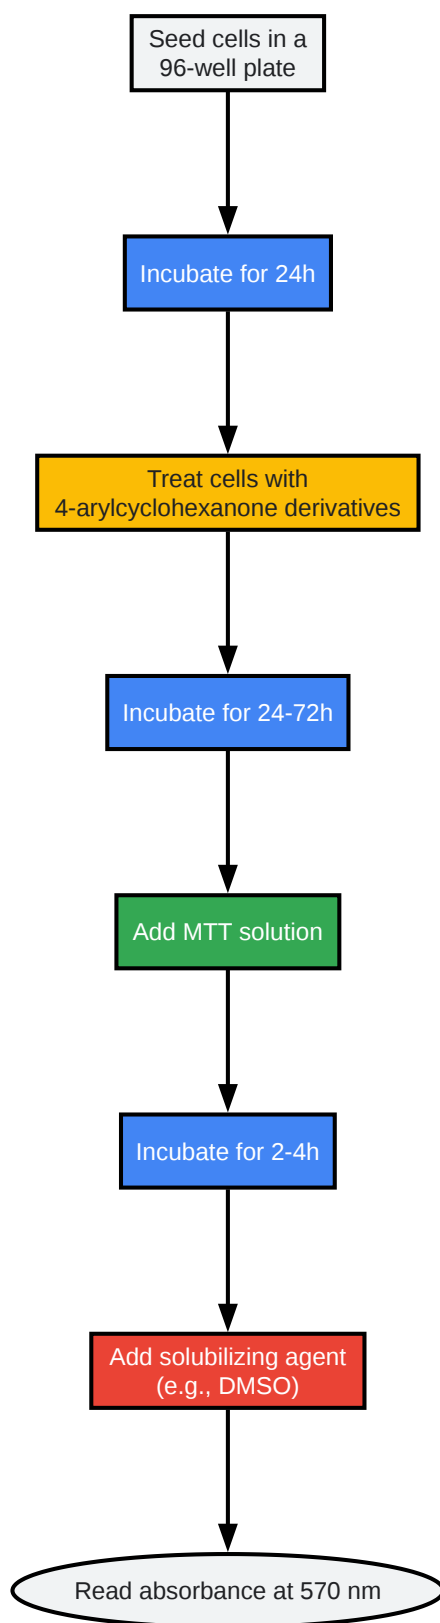 Seed cells in a
96-well plate
Incubate for 24h
Treat cells with
4-arylcyclohexanone derivatives
Incubate for 24-72h
Add MTT solution
Incubate for 2-4h
Add solubilizing agent
(e.g., DMSO)
Read absorbance at 570 nm